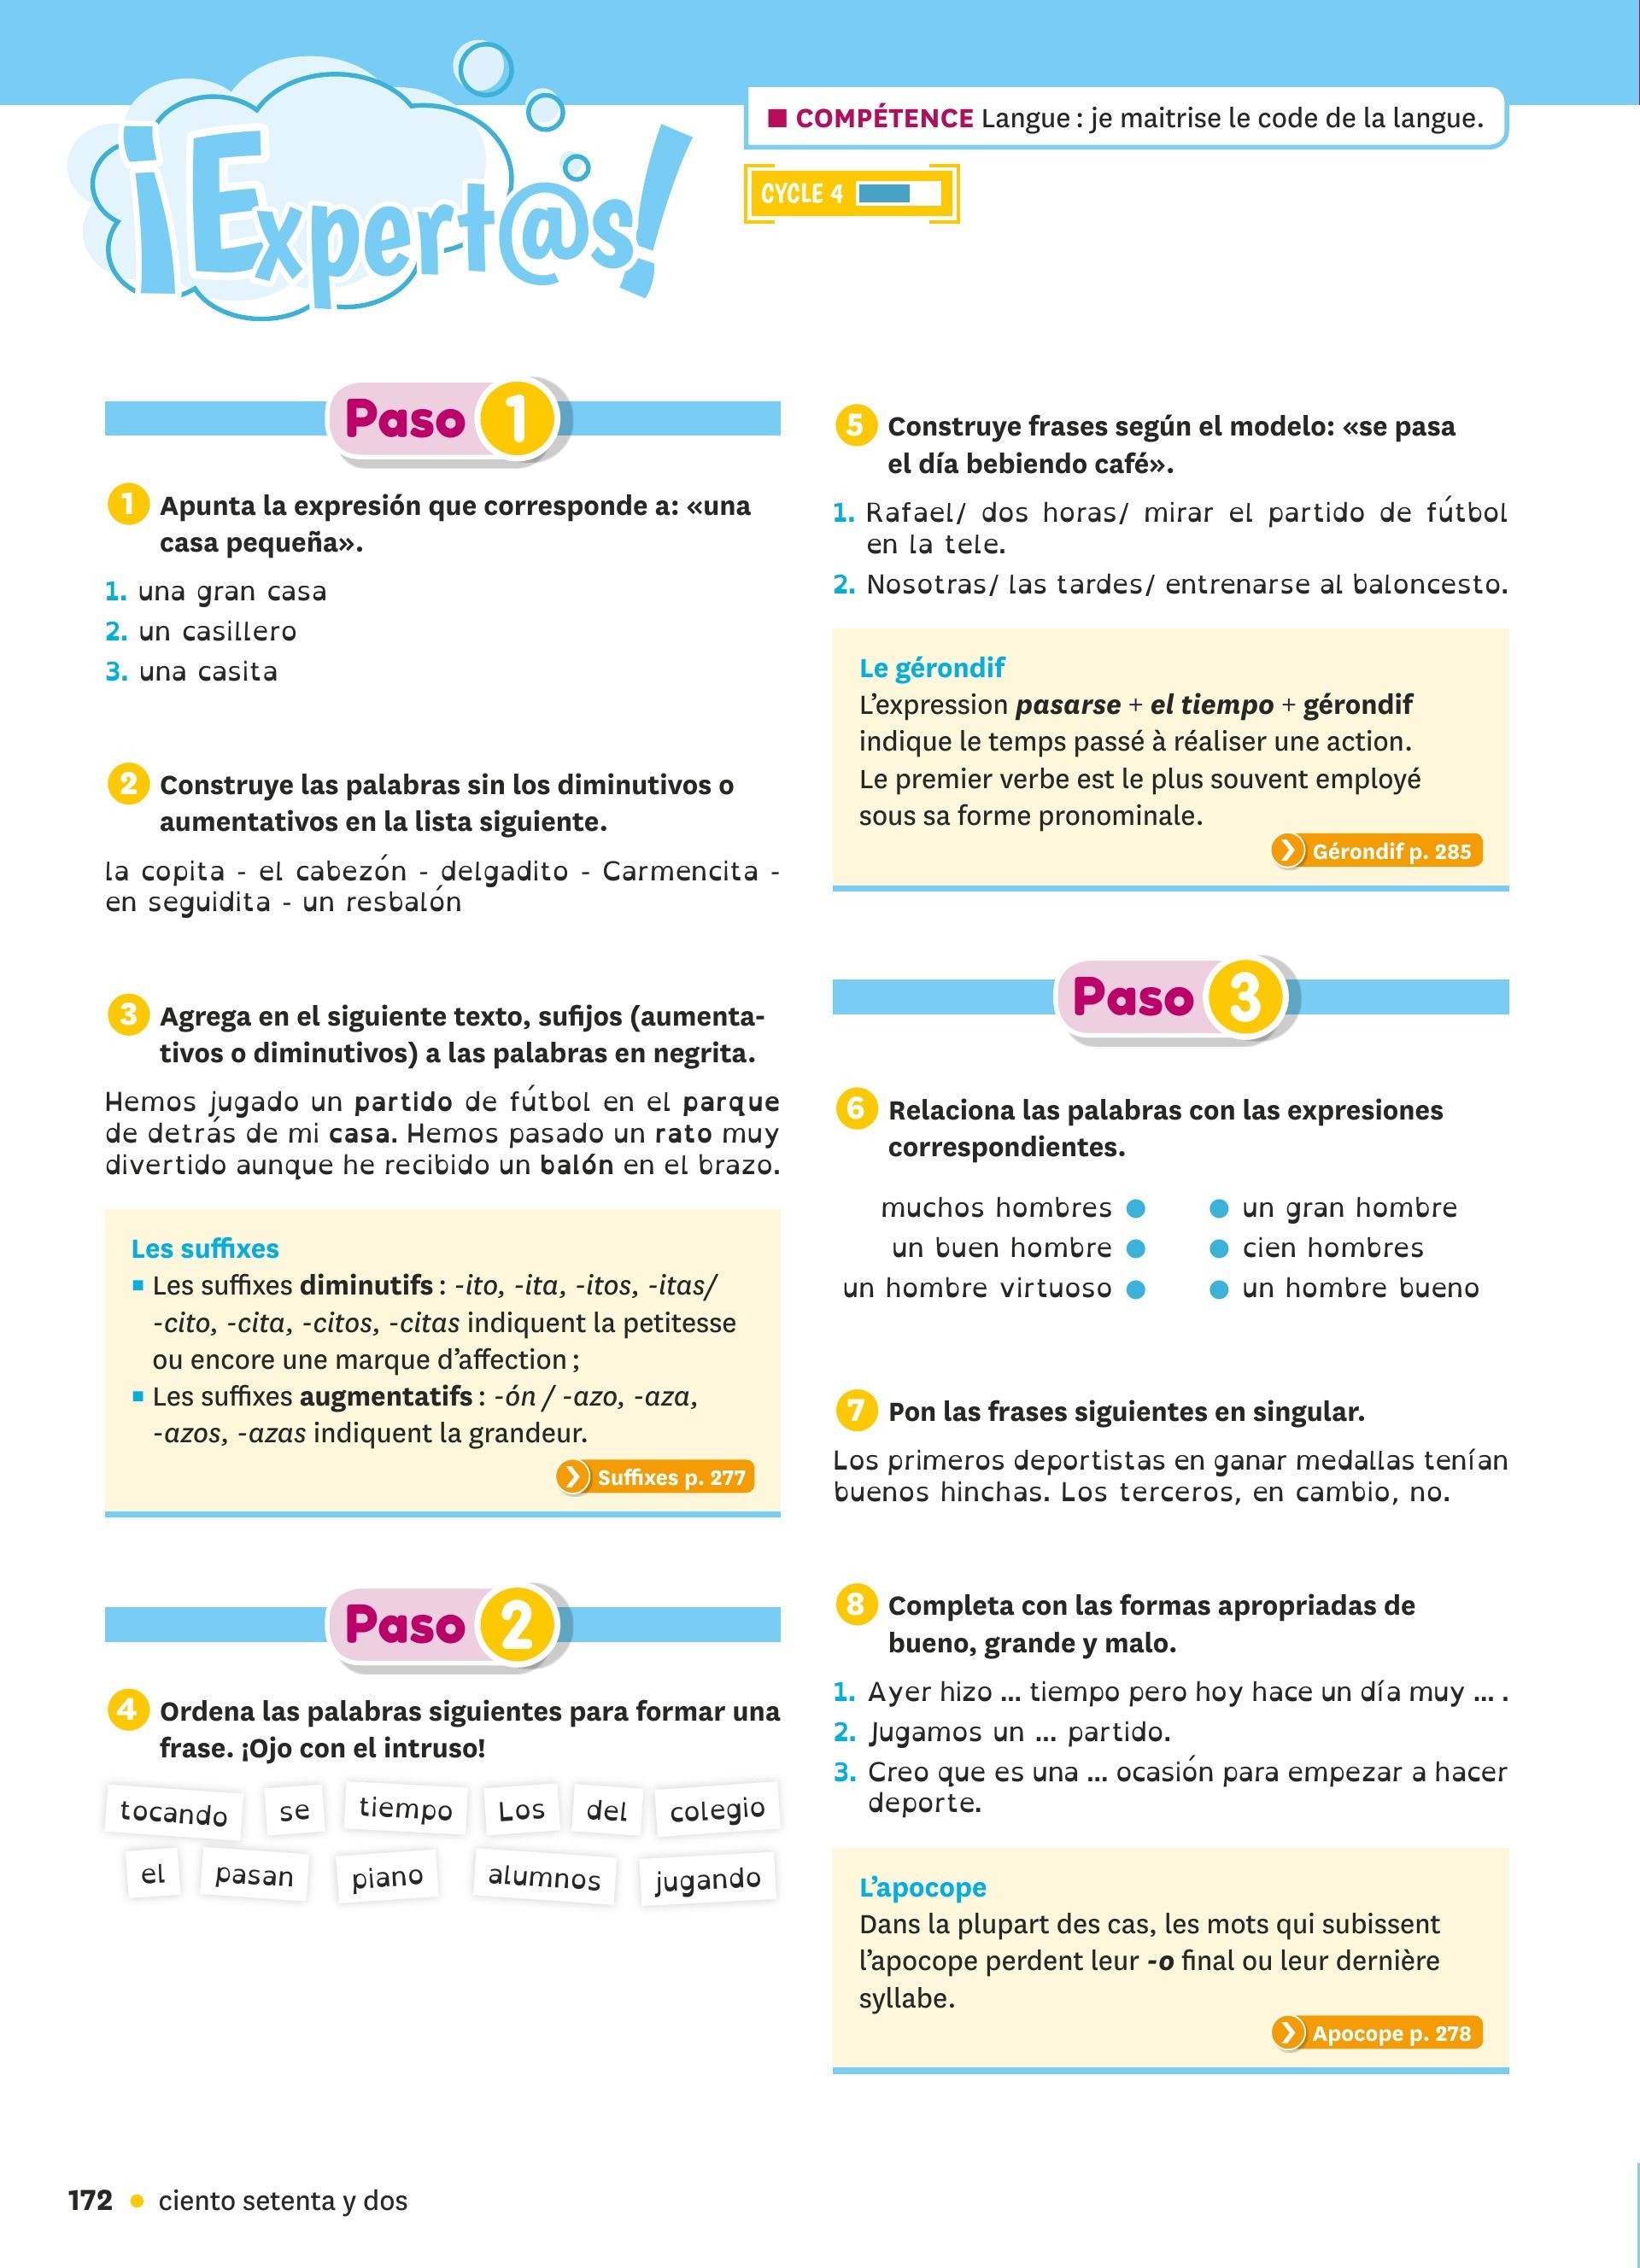 ¡Expert@s!
■ COMPÉTENCE Langue : je maitrise le code de la langue.
CYCLE 4
Paso 1
1 Apunta la expresión que corresponde a: «una
casa pequeña».
1. una gran casa
2. un casillero
3. una casita
2 Construye las palabras sin los diminutivos o
aumentativos en la lista siguiente.
la copita - el cabezón - delgadito - Carmencita -
en seguidita - un resbalón
3 Agrega en el siguiente texto, sufijos (aumenta-
tivos o diminutivos) a las palabras en negrita.
Hemos jugado un partido de fútbol en el parque
de detrás de mi casa. Hemos pasado un rato muy
divertido aunque he recibido un balón en el brazo.
Les suffixes
▪ Les suffixes diminutifs : -ito, -ita, -itos, -itas/
-cito, -cita, -citos, -citas indiquent la petitesse
ou encore une marque d'affection ;
▪ Les suffixes augmentatifs : -ón / -azo, -aza,
-azos, -azas indiquent la grandeur.
Suffixes p. 277
Paso 2
4 Ordena las palabras siguientes para formar una
frase. ¡Ojo con el intruso!
tocando se tiempo Los del colegio
el pasan piano alumnos jugando
5 Construye frases según el modelo: «se pasa
el día bebiendo café».
1. Rafael/ dos horas/ mirar el partido de fútbol
en la tele.
2. Nosotras/ las tardes/ entrenarse al baloncesto.
Le gérondif
L'expression pasarse + el tiempo + gérondif
indique le temps passé à réaliser une action.
Le premier verbe est le plus souvent employé
sous sa forme pronominale.
Gérondif p. 285
Paso 3
6 Relaciona las palabras con las expresiones
correspondientes.
muchos hombres ● ● un gran hombre
un buen hombre ● ● cien hombres
un hombre virtuoso ● ● un hombre bueno
7 Pon las frases siguientes en singular.
Los primeros deportistas en ganar medallas tenían
buenos hinchas. Los terceros, en cambio, no.
8 Completa con las formas apropiadas de
bueno, grande y malo.
1. Ayer hizo ... tiempo pero hoy hace un día muy ... .
2. Jugamos un ... partido.
3. Creo que es una ... ocasión para empezar a hacer
deporte.
L'apocope
Dans la plupart des cas, les mots qui subissent
l'apocope perdent leur -o final ou leur dernière
syllabe.
Apocope p. 278
172 • ciento setenta y dos